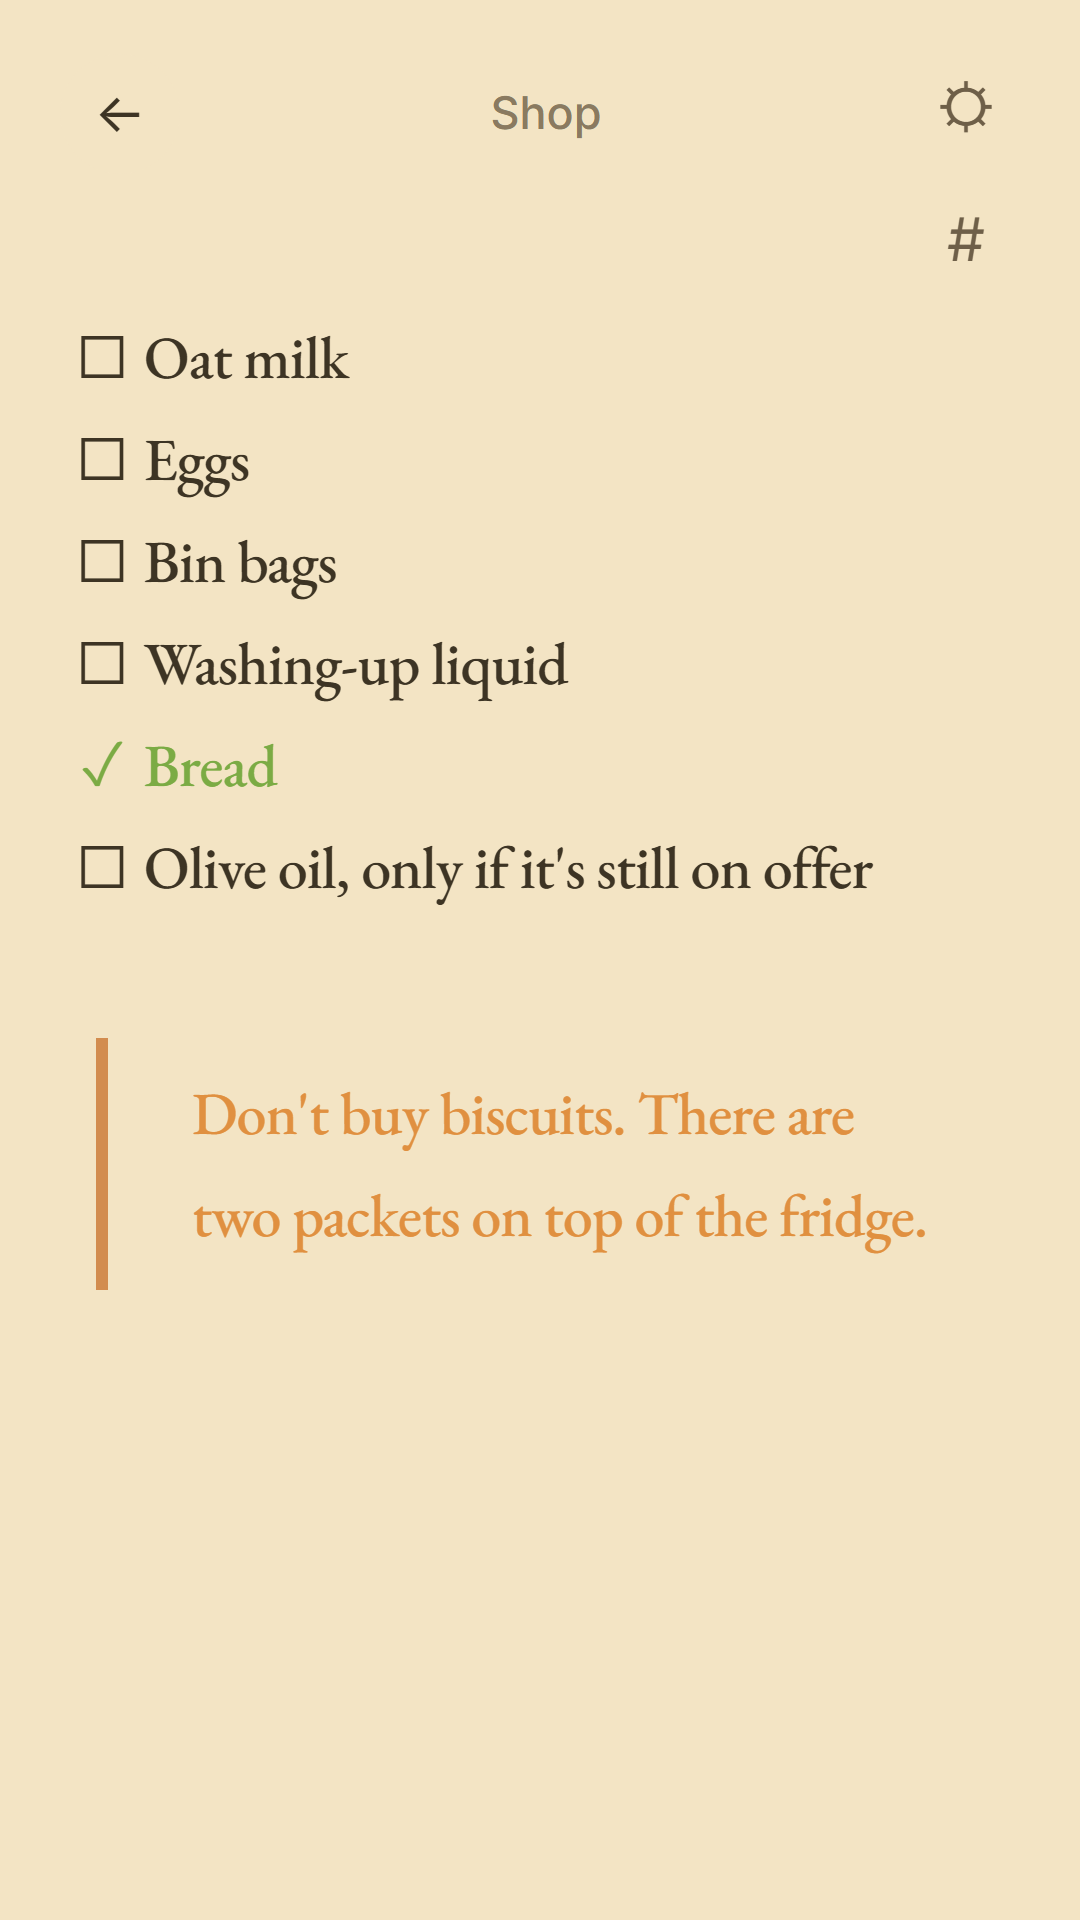 Shop
#
☐ Oat milk
☐ Eggs
☐ Bin bags
☐ Washing-up liquid
✓ Bread
☐ Olive oil, only if it's still on offer
Don't buy biscuits. There are
two packets on top of the fridge.